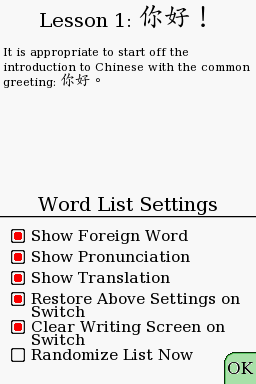 Lesson 1: 你好！
It is appropriate to start off the
introduction to Chinese with the common
greeting: 你好。
Word List Settings
Show Foreign Word
Show Pronunciation
Show Translation
Restore Above Settings on
Switch
Clear Writing Screen on
Switch
Randomize List Now
OK